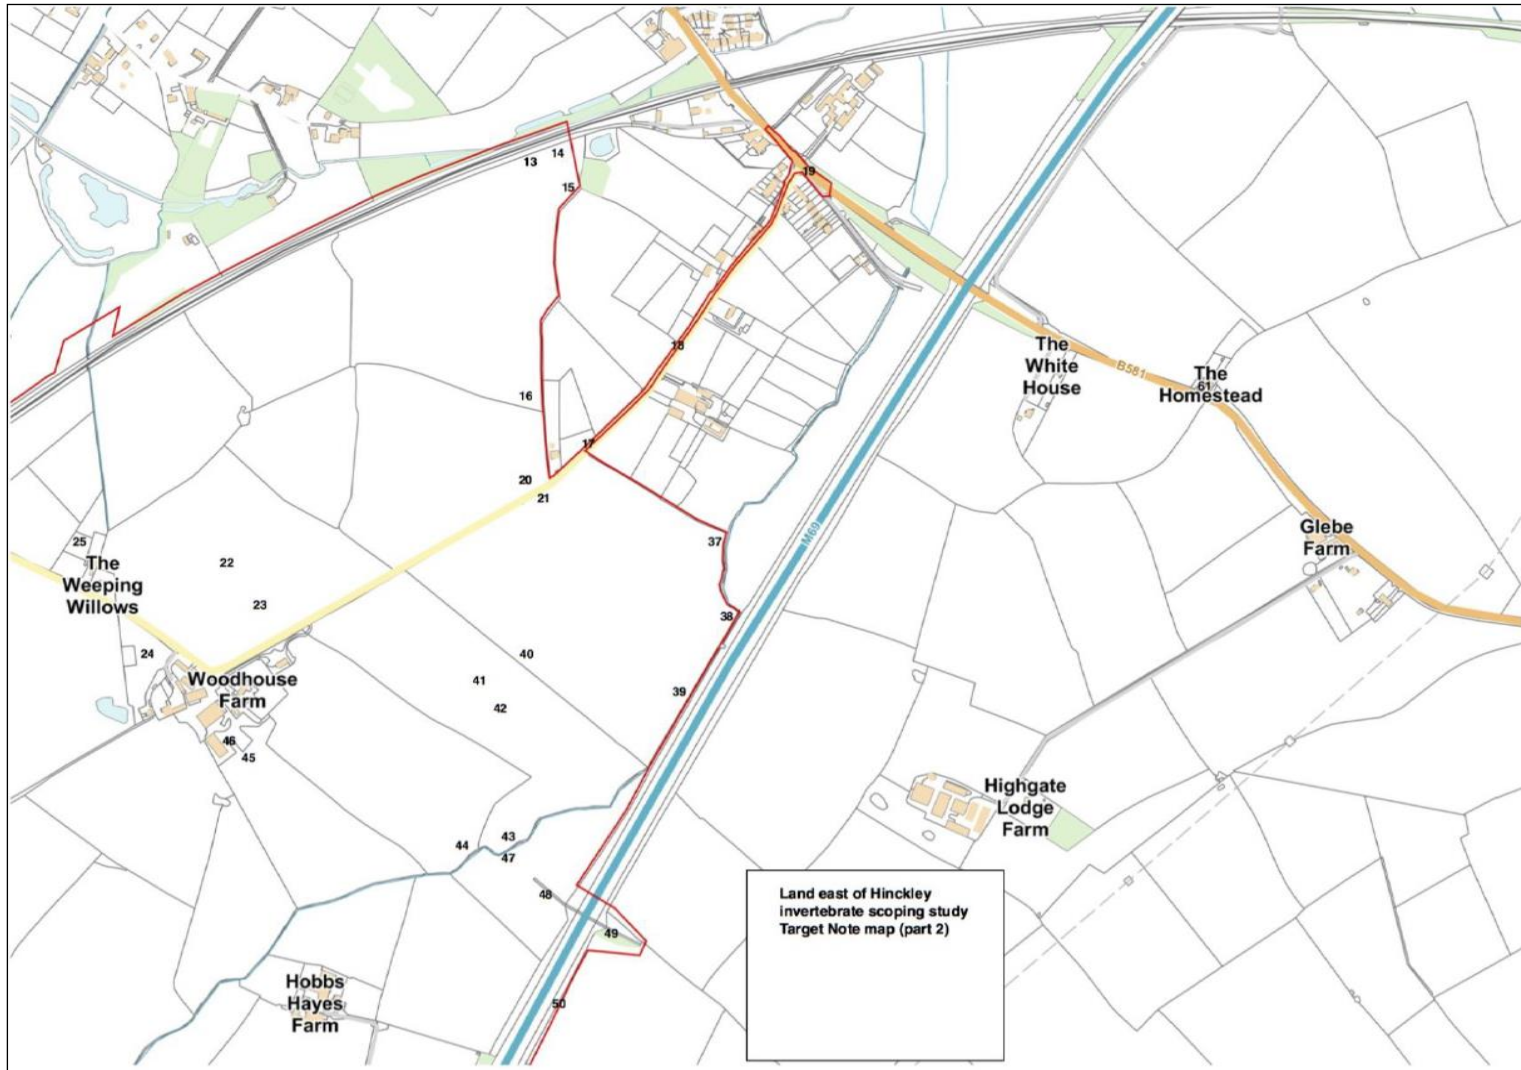 14
13
15
19
18
The
White
House
B581
The
61
Homestead
16
17
20
21
M69
Glebe
Farm
25
37
22
The
Weeping
Willows
23
38
24
40
Woodhouse
Farm
41
39
42
46
45
Highgate
Lodge
Farm
43
44
47
48
Land east of Hinckley
invertebrate scoping study
Target Note map (part 2)
49
Hobbs
Hayes
Farm
50